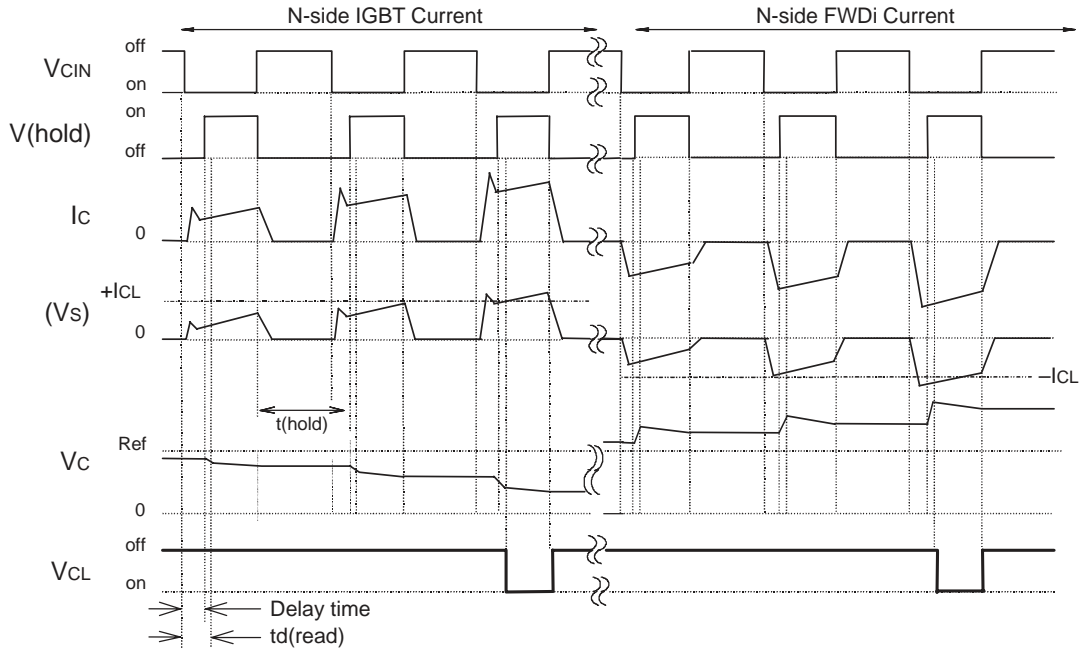 N-side IGBT Current
N-side FWDi Current
off
VCIN
on
on
V(hold)
off
IC
0
+ICL
(VS)
0
–ICL
t(hold)
Ref
VC
0
off
VCL
on
Delay time
td(read)